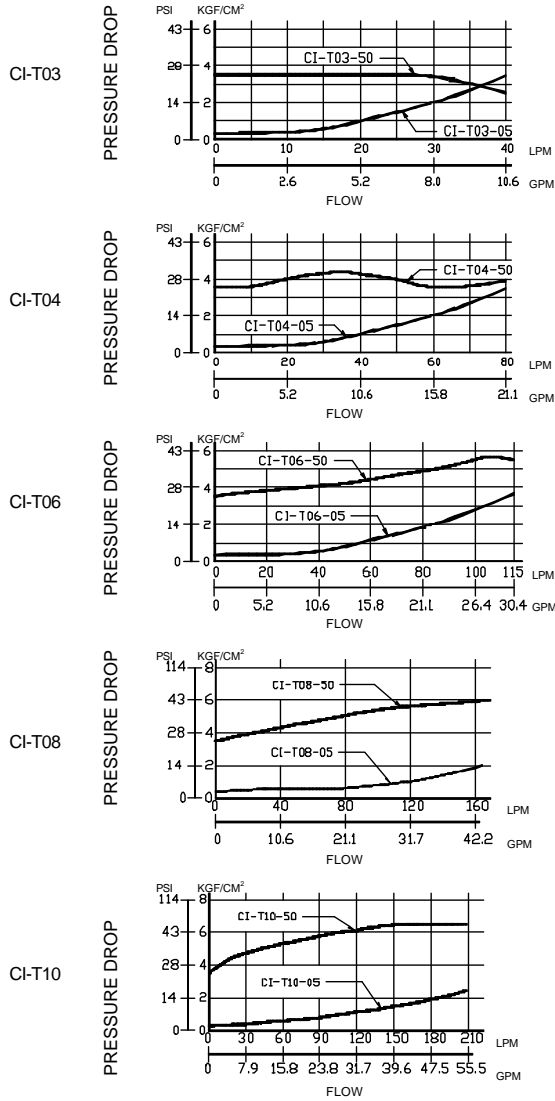 CI-T03
PRESSURE DROP
PSI KGF/CM²
43 6
29 4
14 2
0 0
CI-T03-50
CI-T03-05
0 10 20 30 40 LPM
0 2.6 5.2 8.0 10.6 GPM
FLOW
CI-T04
PRESSURE DROP
PSI KGF/CM²
43 6
28 4
14 2
0 0
CI-T04-50
CI-T04-05
0 20 40 60 80 LPM
0 5.2 10.6 15.8 21.1 GPM
FLOW
CI-T06
PRESSURE DROP
PSI KGF/CM²
43 6
28 4
14 2
0 0
CI-T06-50
CI-T06-05
0 20 40 60 80 100 115 LPM
0 5.2 10.6 15.8 21.1 26.4 30.4 GPM
FLOW
CI-T08
PRESSURE DROP
PSI KGF/CM²
114 8
43 6
28 4
14 2
0 0
CI-T08-50
CI-T08-05
0 40 80 120 160 LPM
0 10.6 21.1 31.7 42.2 GPM
FLOW
CI-T10
PRESSURE DROP
PSI KGF/CM²
114 8
43 6
28 4
14 2
0 0
CI-T10-50
CI-T10-05
0 30 60 90 120 150 180 210 LPM
0 7.9 15.8 23.8 31.7 39.6 47.5 55.5 GPM
FLOW